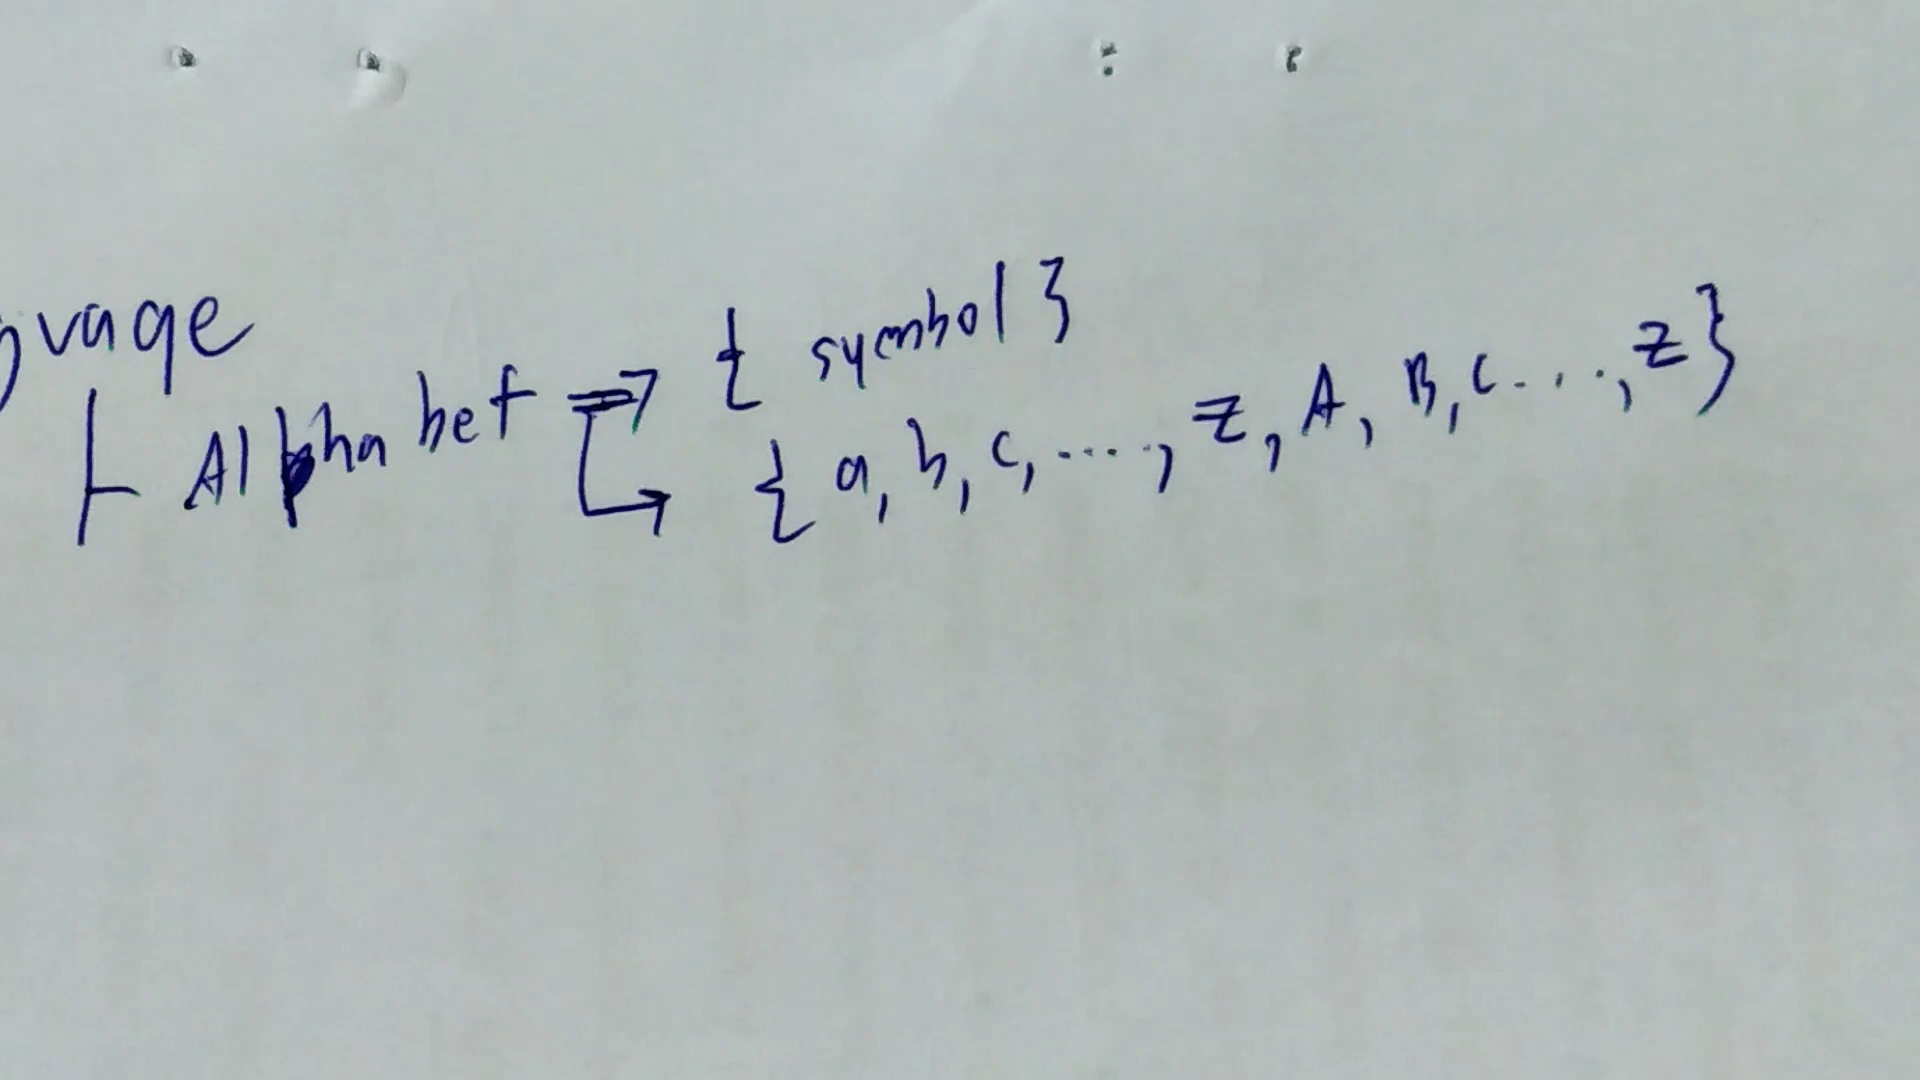 guage
Alphabet => { symbol }
→ { a, b, c, ...., z, A, B, c ...., z }